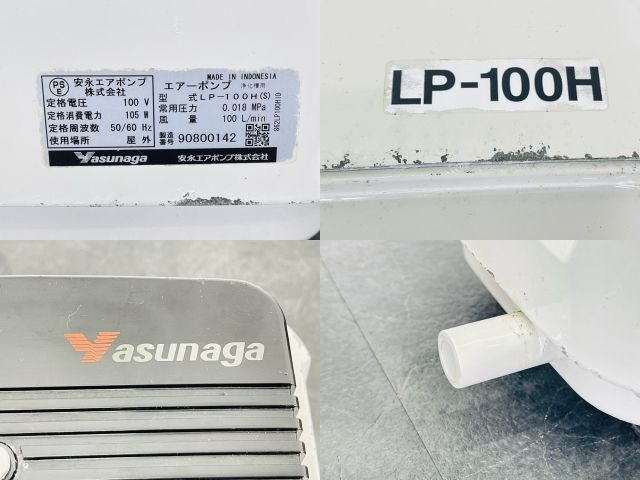 PS
E
安永エアポンプ
株式会社
MADE IN INDONESIA
エアーポンプ 浄化槽用
定格電圧 100 V
定格消費電力 105 W
定格周波数 50/60 Hz
使用場所 屋 外
型 式 LP-100H(S)
常用圧力 0.018 MPa
風 量 100 L/min
製造番号 90800142
862LP100H10
Yasunaga 安永エアポンプ株式会社
LP-100H
Yasunaga